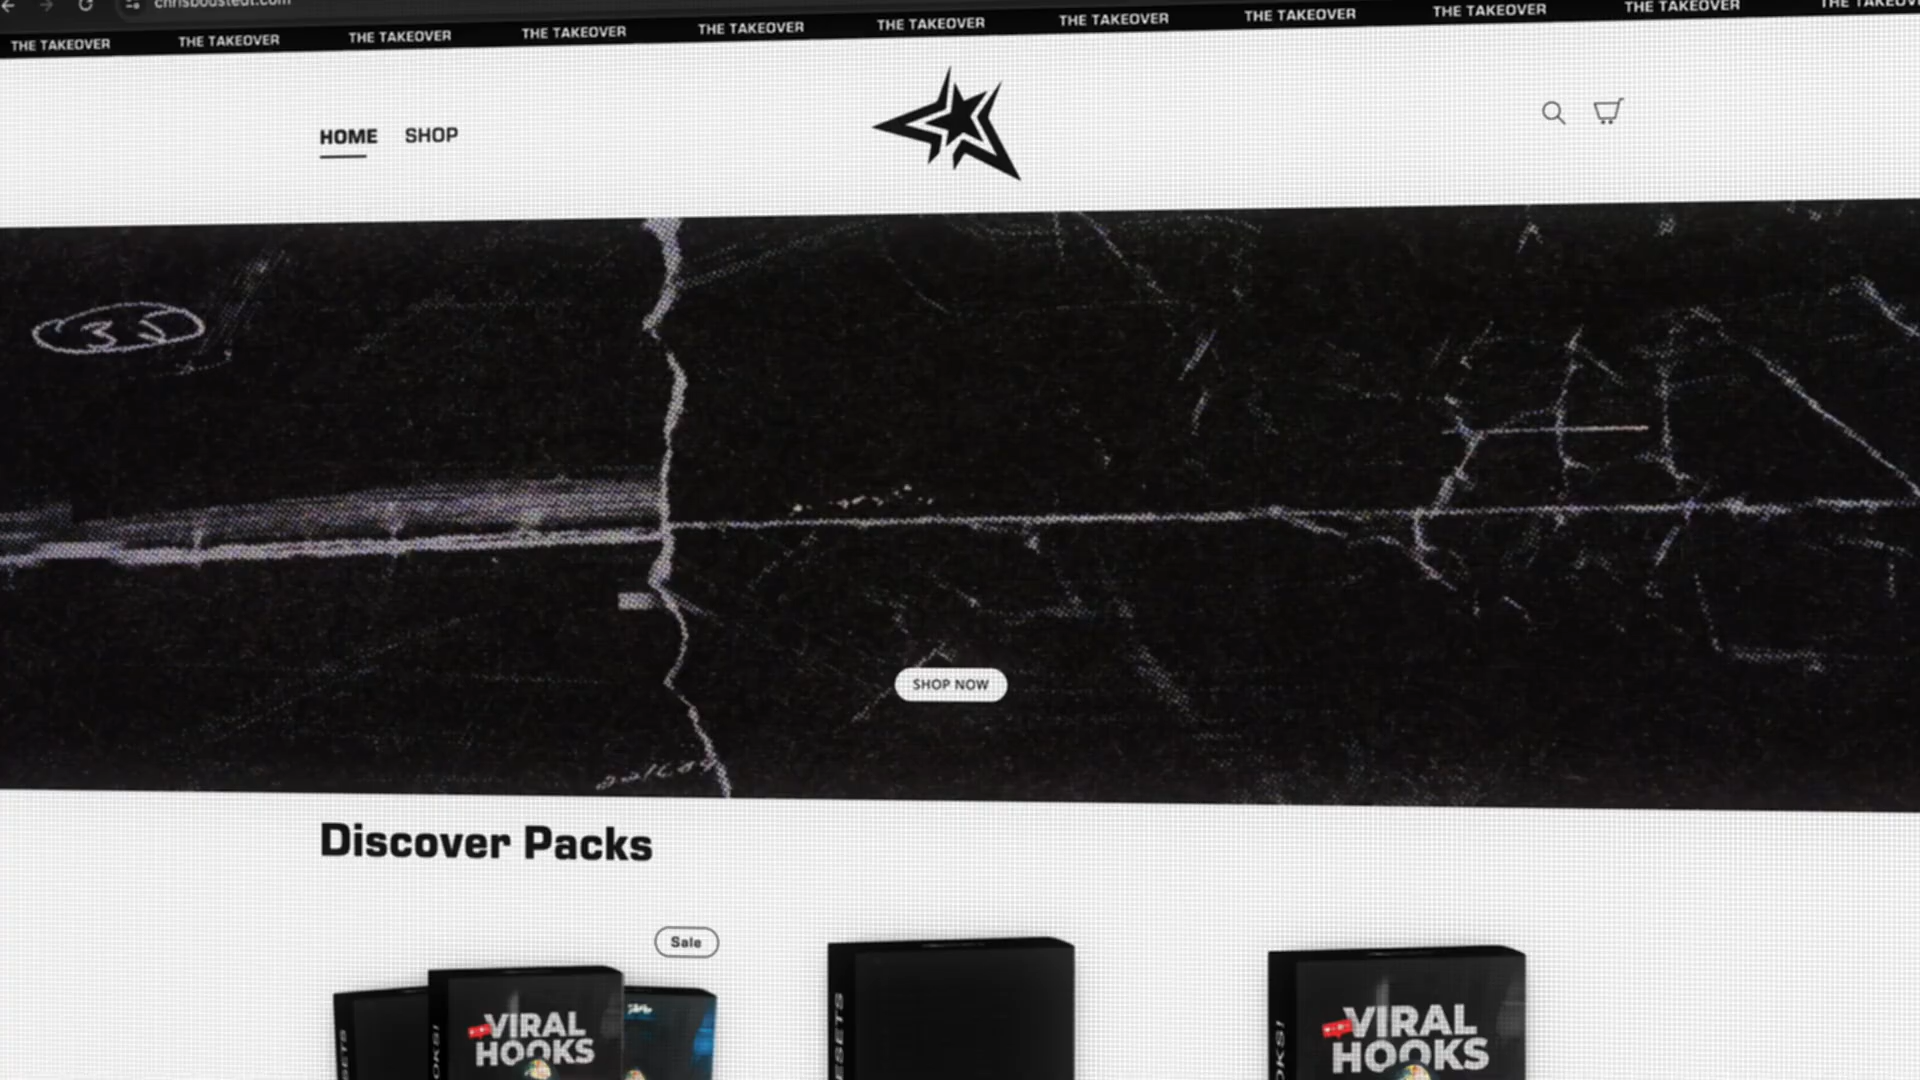 THE TAKEOVER THE TAKEOVER THE TAKEOVER THE TAKEOVER THE TAKEOVER THE TAKEOVER THE TAKEOVER THE TAKEOVER THE TAKEOVER THE TAKEOVER
HOME SHOP
SHOP NOW
Discover Packs
Sale
VIRAL
HOOKS
VIRAL
HOOKS